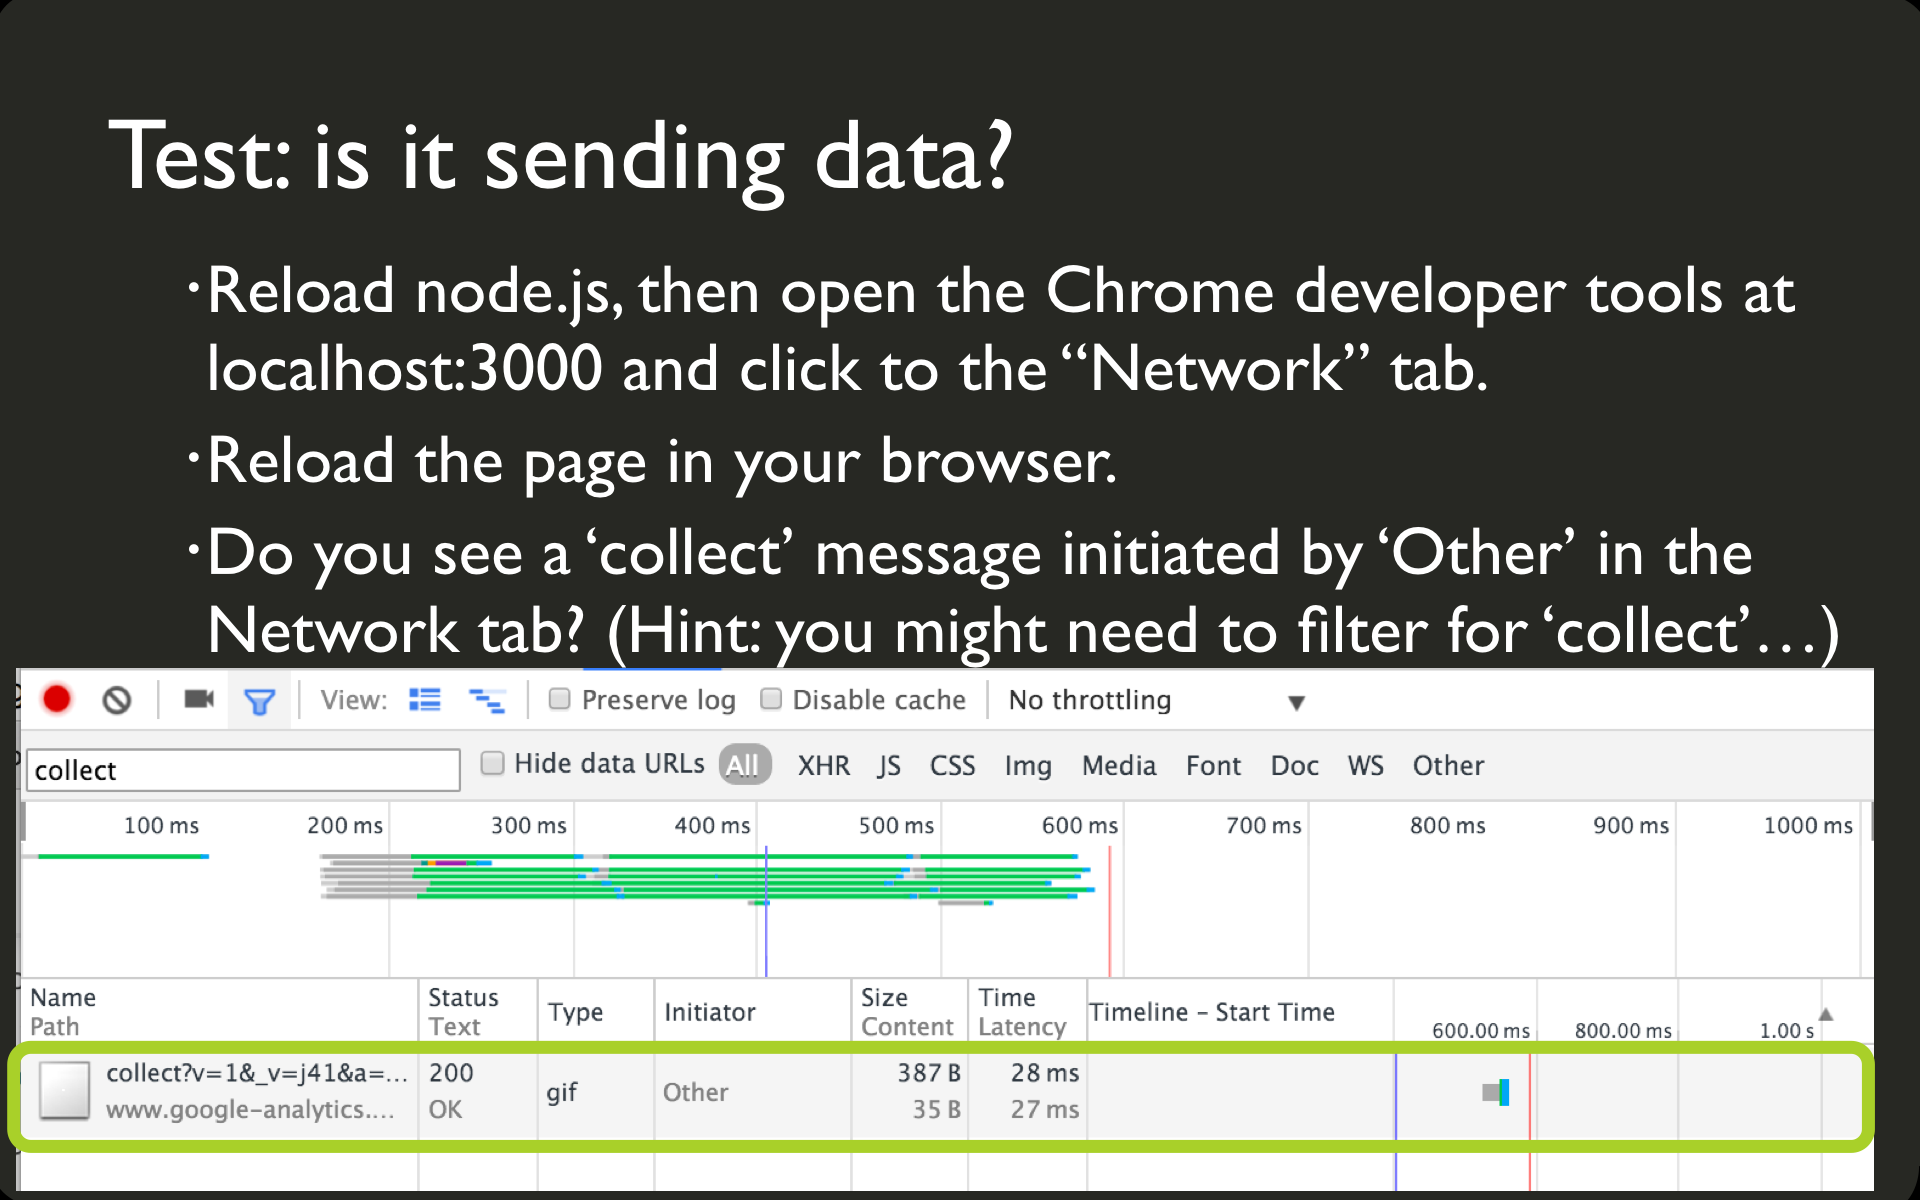 Test: is it sending data?
·Reload node.js, then open the Chrome developer tools at
localhost:3000 and click to the “Network” tab.
·Reload the page in your browser.
·Do you see a ‘collect’ message initiated by ‘Other’ in the
Network tab? (Hint: you might need to filter for ‘collect’…)
View: Preserve log Disable cache No throttling
collect Hide data URLs All XHR JS CSS Img Media Font Doc WS Other
100 ms 200 ms 300 ms 400 ms 500 ms 600 ms 700 ms 800 ms 900 ms 1000 ms
Name Status Type Initiator Size Time Timeline – Start Time
Path Text Content Latency 600.00 ms 800.00 ms 1.00 s
collect?v=1&_v=j41&a=... 200 gif Other 387 B 28 ms
www.google-analytics.... OK 35 B 27 ms